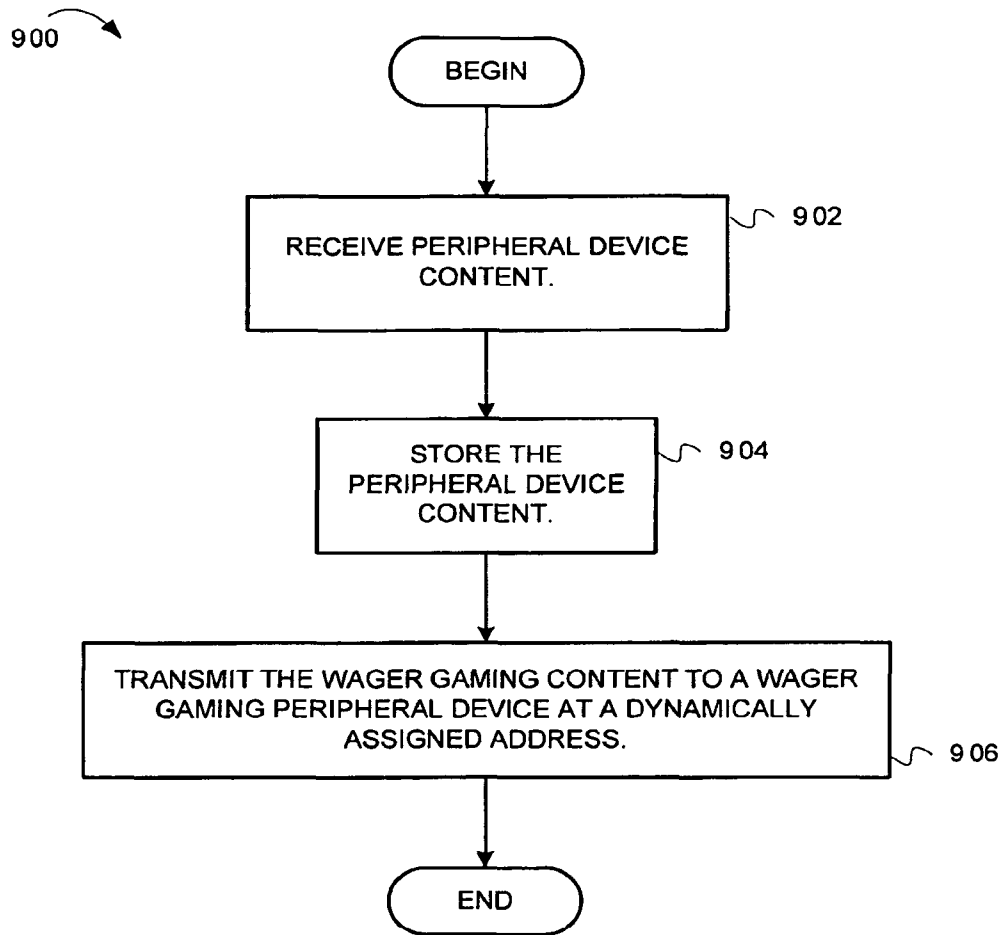 900
BEGIN
RECEIVE PERIPHERAL DEVICE
CONTENT.
902
STORE THE
PERIPHERAL DEVICE
CONTENT.
904
TRANSMIT THE WAGER GAMING CONTENT TO A WAGER
GAMING PERIPHERAL DEVICE AT A DYNAMICALLY
ASSIGNED ADDRESS.
906
END